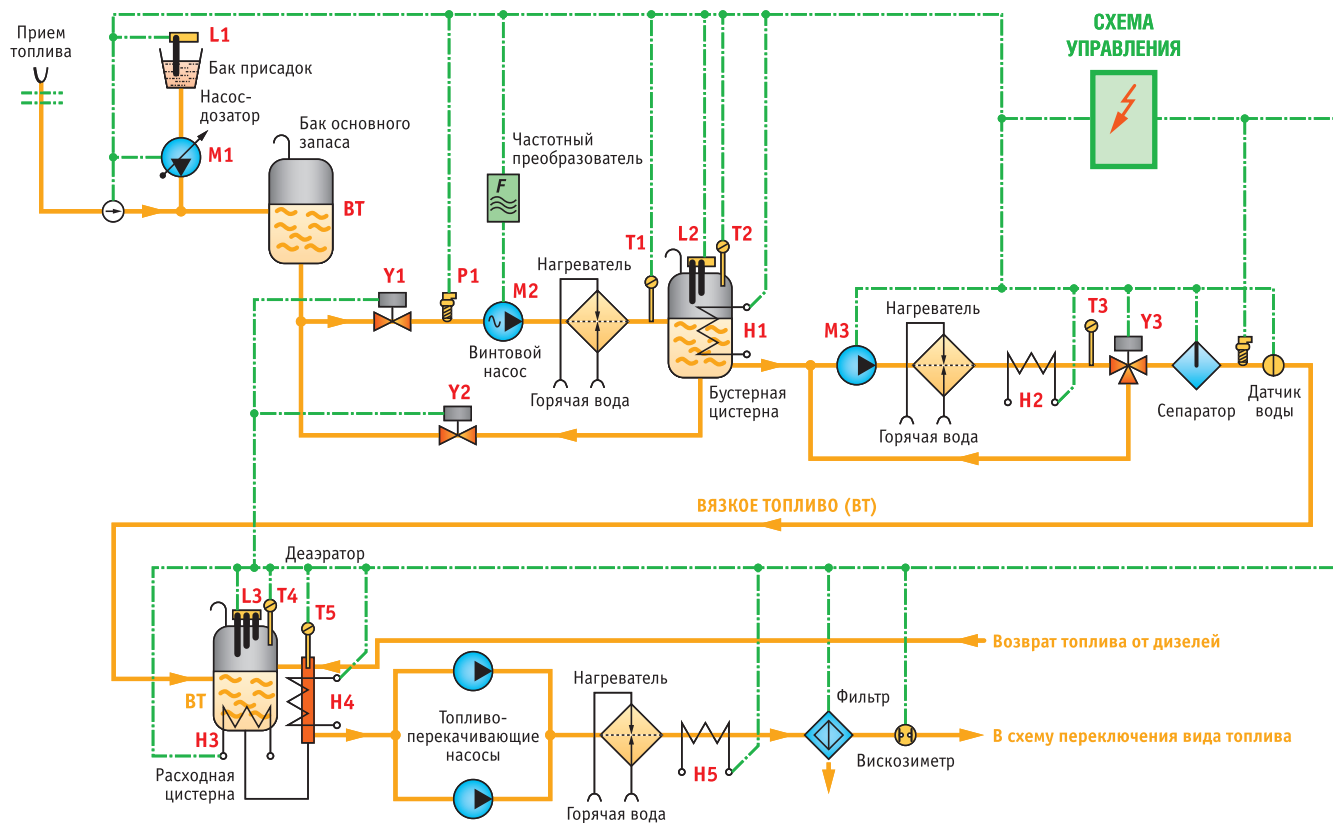 Прием
топлива
L1
Бак присадок
Насос-
дозатор
M1
Бак основного
запаса
ВТ
Частотный
преобразователь
F
СХЕМА
УПРАВЛЕНИЯ
Y1
P1
M2
Винтовой
насос
Нагреватель
Горячая вода
T1
L2
T2
H1
Бустерная
цистерна
Y2
M3
Нагреватель
Горячая вода
H2
T3
Y3
Сепаратор
Датчик
воды
ВЯЗКОЕ ТОПЛИВО (ВТ)
Деаэратор
L3
T4
T5
ВТ
H3
H4
Расходная
цистерна
Возврат топлива от дизелей
Топливо-
перекачивающие
насосы
Нагреватель
Горячая вода
H5
Фильтр
Вискозиметр
В схему переключения вида топлива